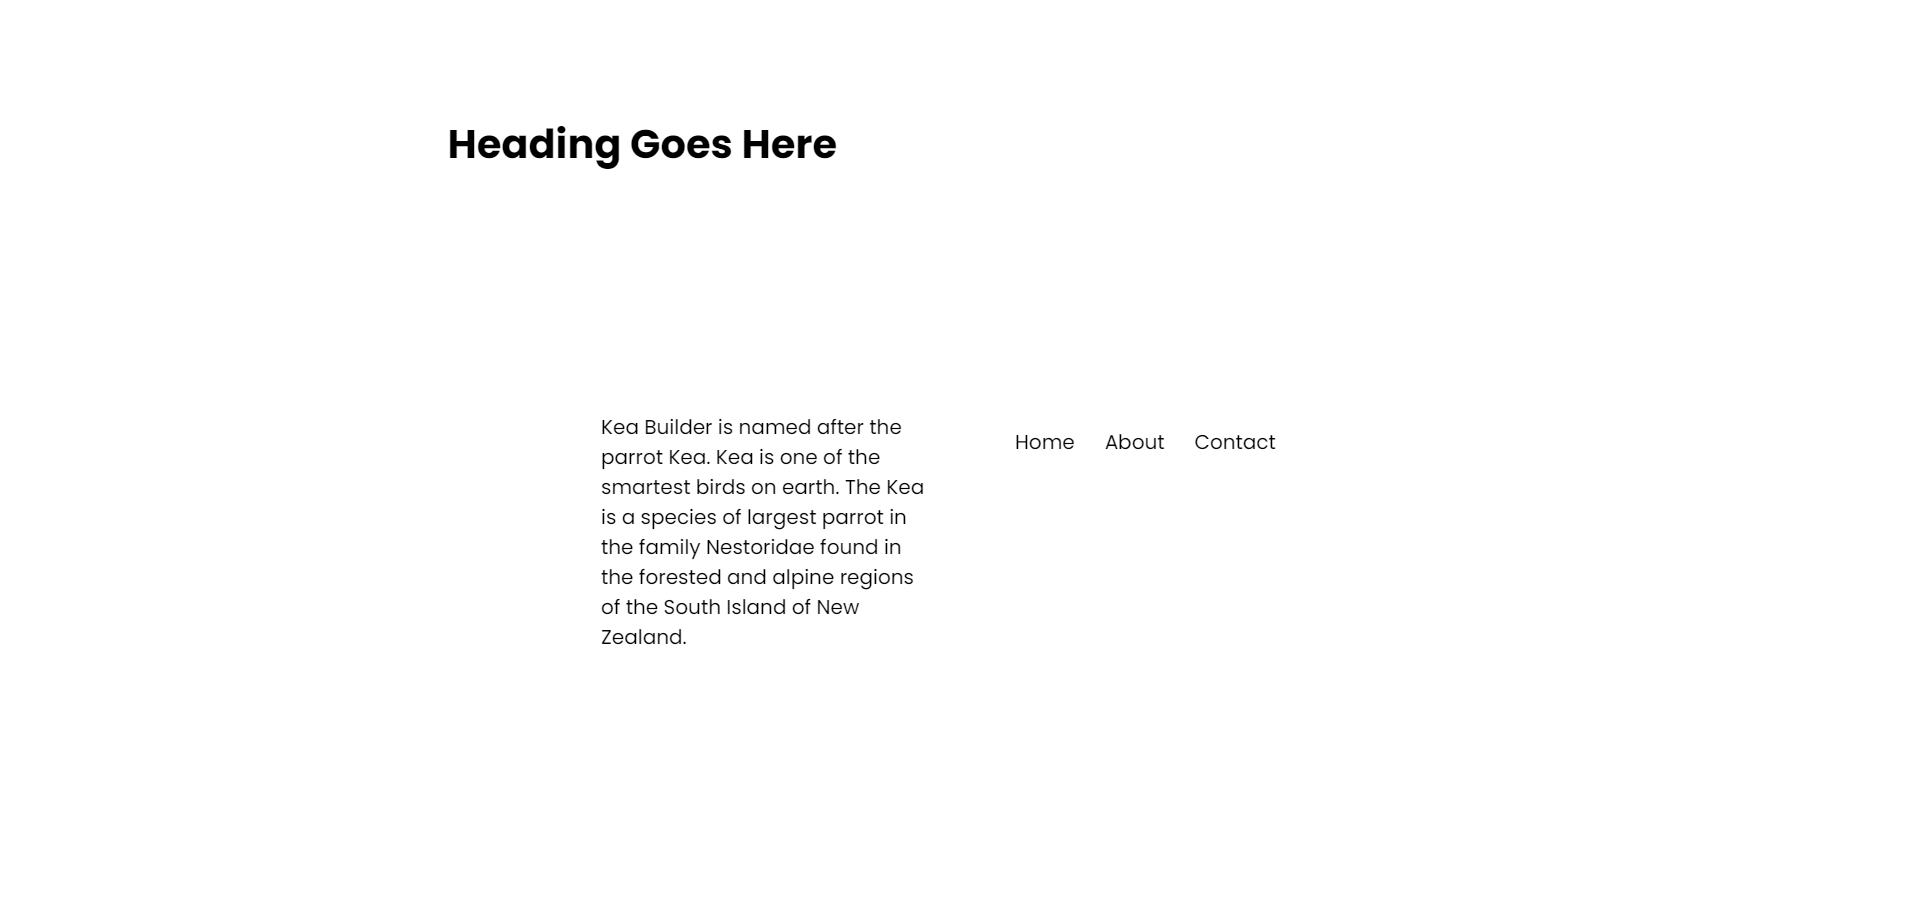 Heading Goes Here
Kea Builder is named after the
parrot Kea. Kea is one of the
smartest birds on earth. The Kea
is a species of largest parrot in
the family Nestoridae found in
the forested and alpine regions
of the South Island of New
Zealand.
Home About Contact